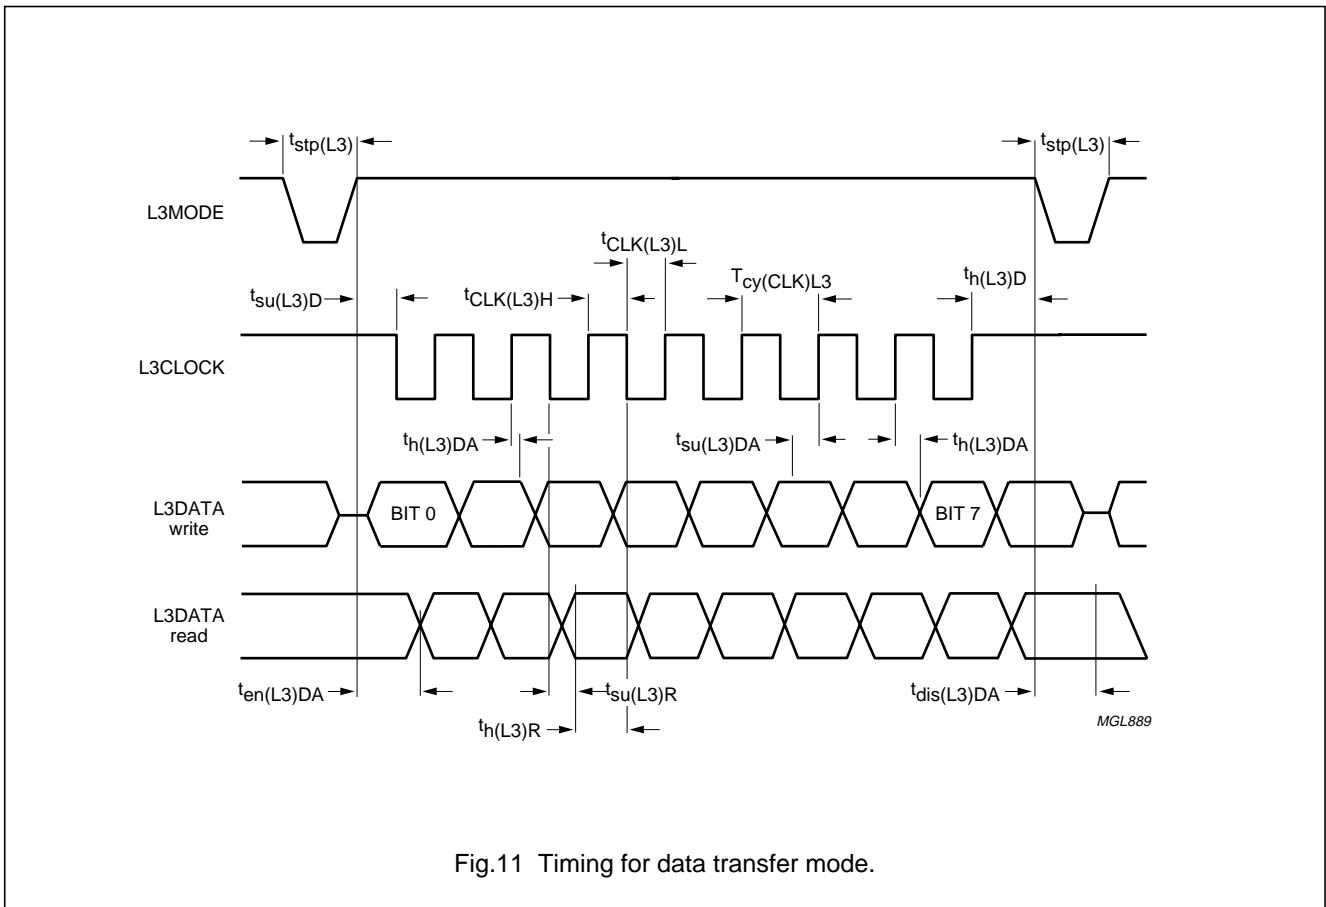 tstp(L3) tstp(L3)
L3MODE
tCLK(L3)L
tsu(L3)D tCLK(L3)H Tcy(CLK)L3 th(L3)D
L3CLOCK
th(L3)DA tsu(L3)DA th(L3)DA
L3DATA
write
BIT 0 BIT 7
L3DATA
read
ten(L3)DA tsu(L3)R tdis(L3)DA
th(L3)R
MGL889
Fig.11 Timing for data transfer mode.